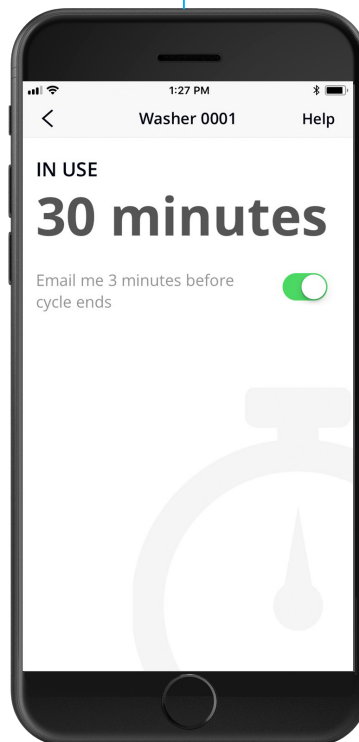 1:27 PM
Washer 0001 Help
IN USE
30 minutes
Email me 3 minutes before
cycle ends